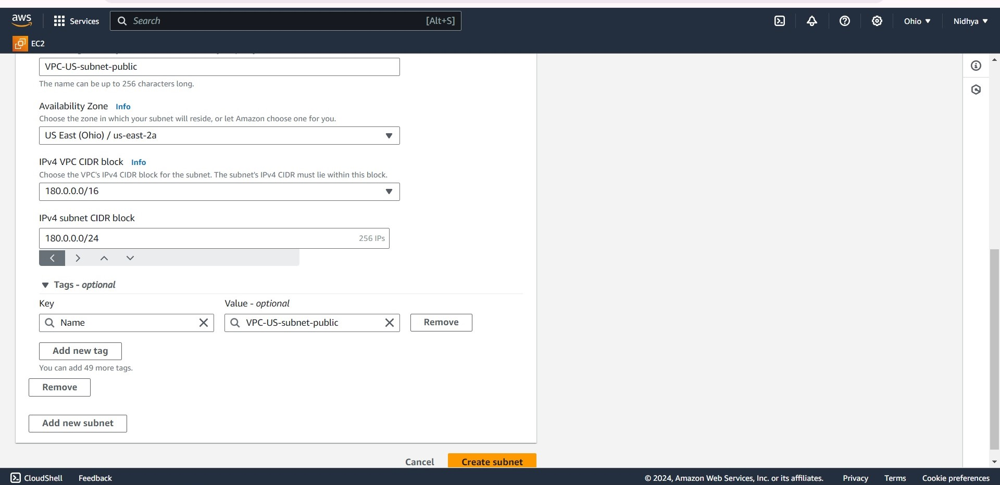 aws
Services
Search
[Alt+S]
Ohio ▼
Nidhya ▼
EC2
VPC-US-subnet-public
The name can be up to 256 characters long.
Availability Zone Info
Choose the zone in which your subnet will reside, or let Amazon choose one for you.
US East (Ohio) / us-east-2a
IPv4 VPC CIDR block Info
Choose the VPC's IPv4 CIDR block for the subnet. The subnet's IPv4 CIDR must lie within this block.
180.0.0.0/16
IPv4 subnet CIDR block
180.0.0.0/24
256 IPs
Tags - optional
Key
Value - optional
Name
VPC-US-subnet-public
Remove
Add new tag
You can add 49 more tags.
Remove
Add new subnet
Cancel
Create subnet
CloudShell
Feedback
© 2024, Amazon Web Services, Inc. or its affiliates.
Privacy
Terms
Cookie preferences